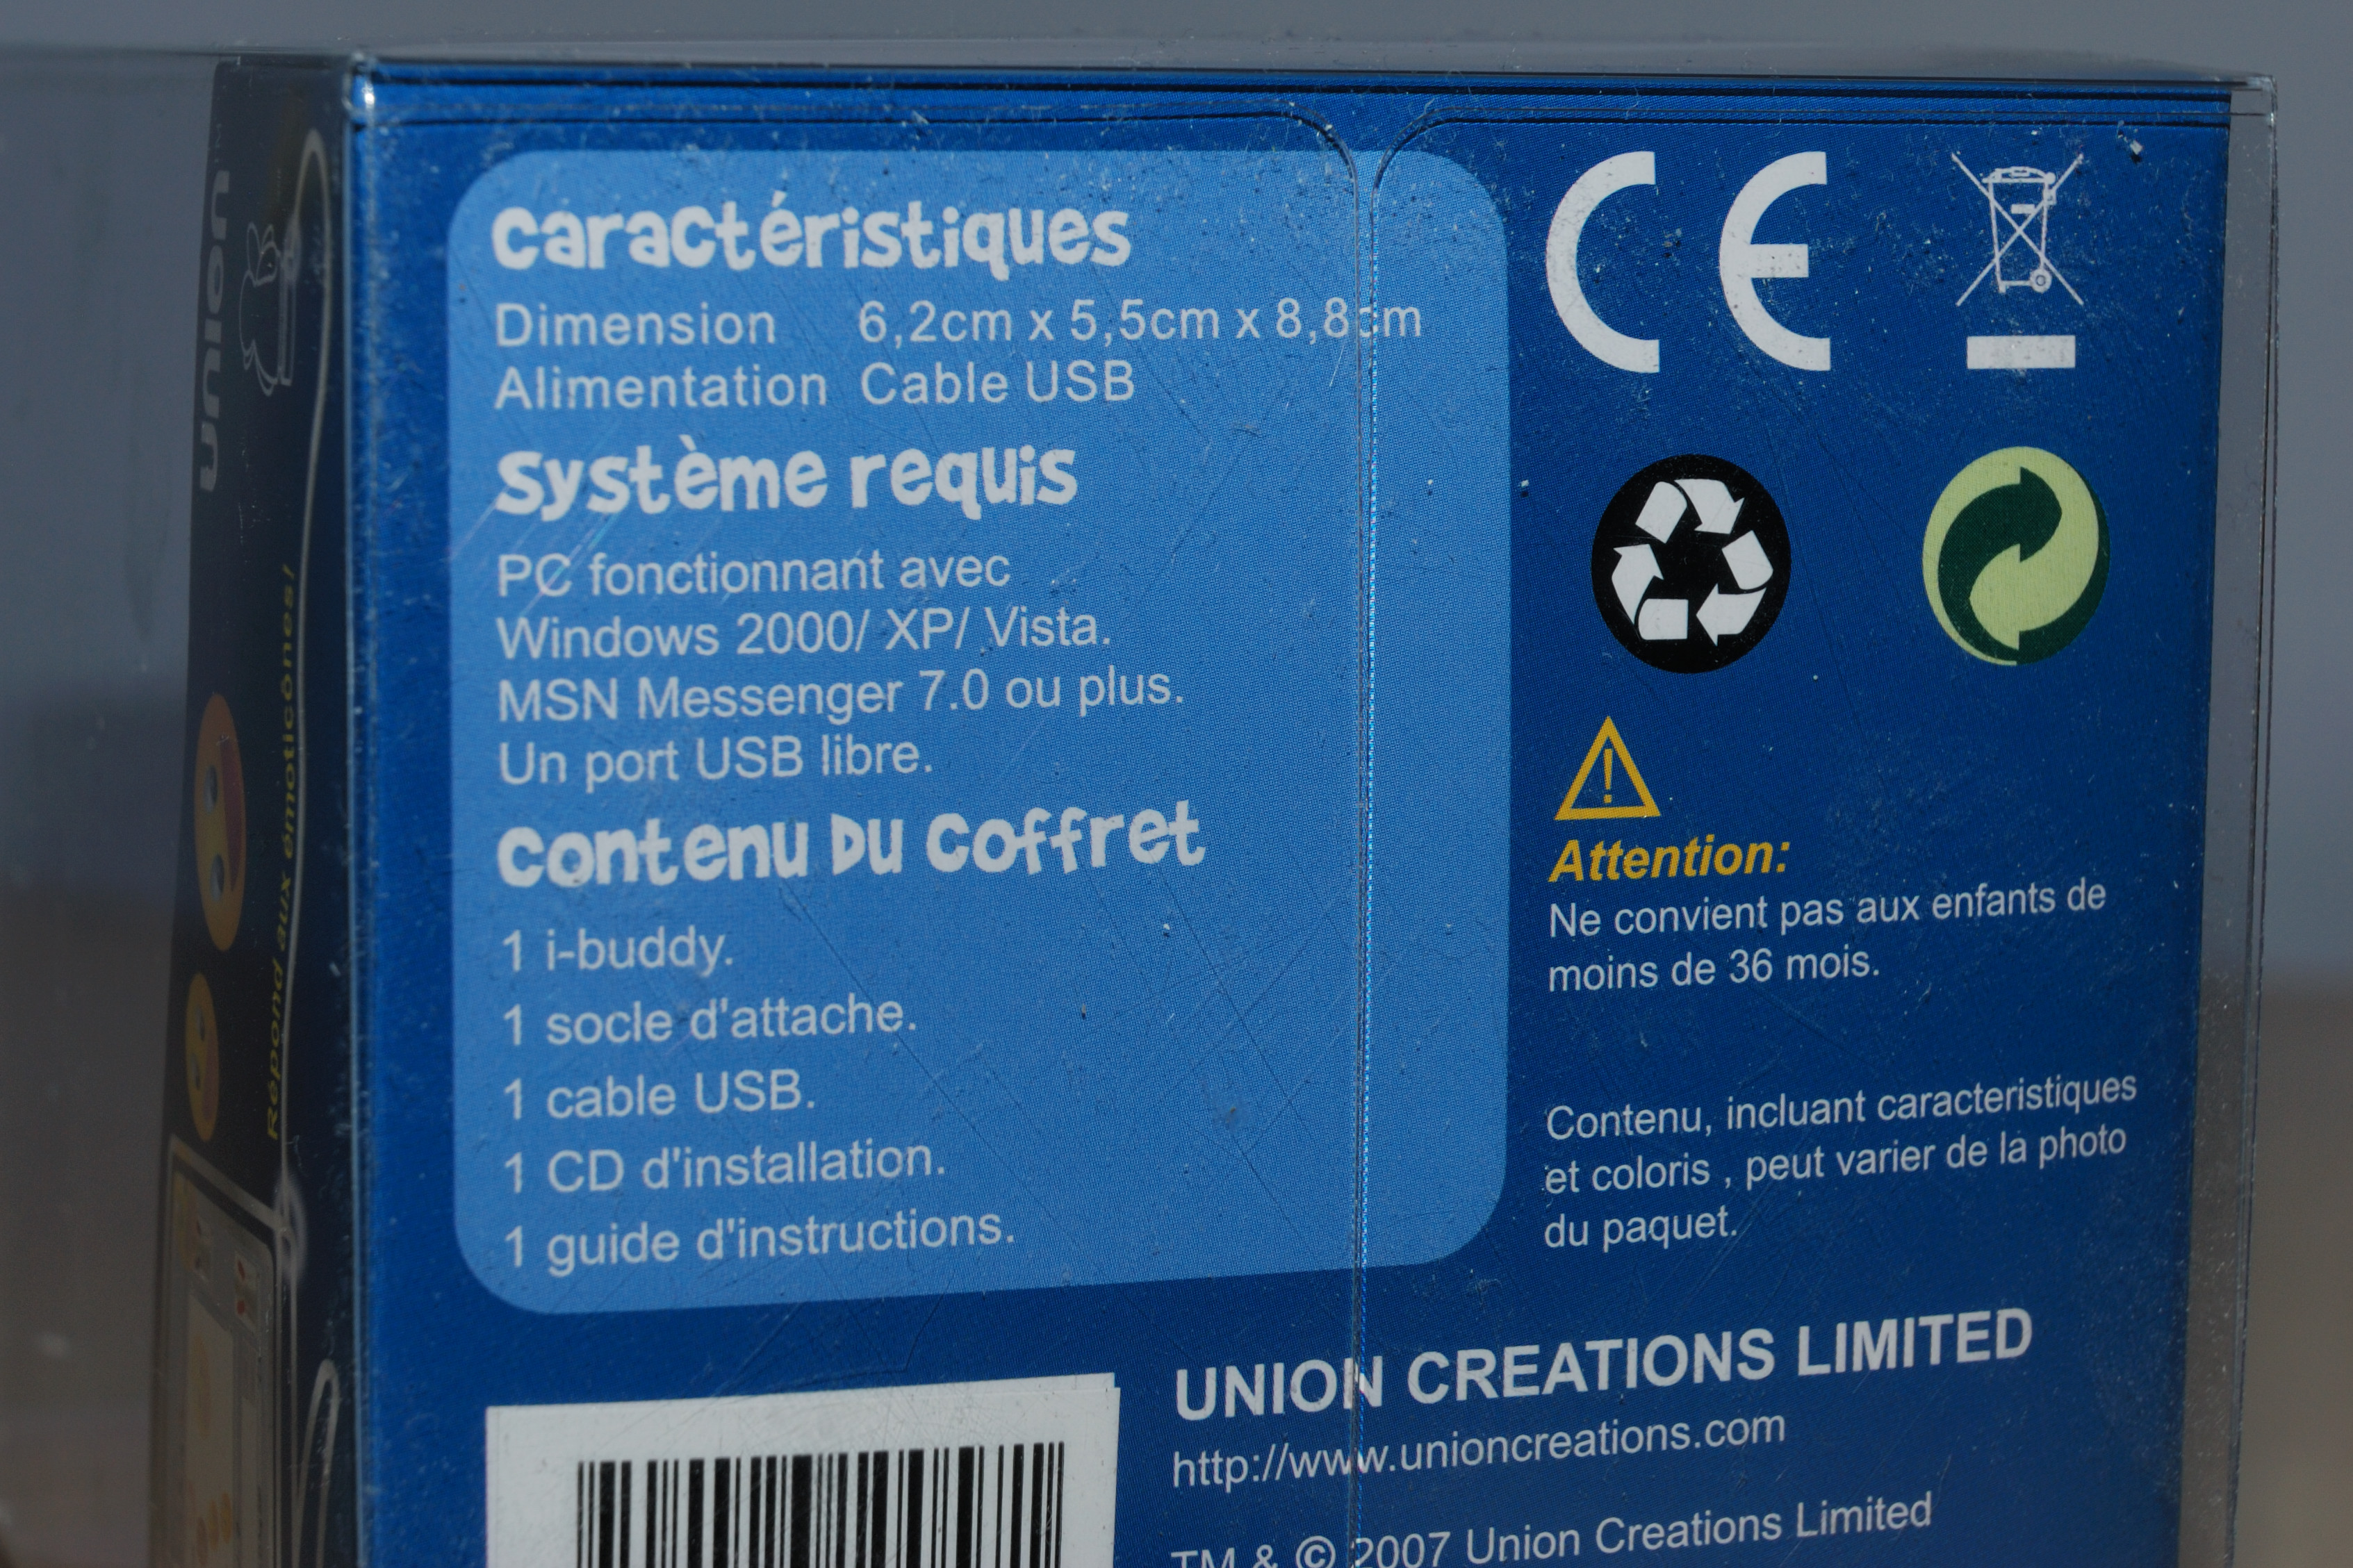 union
Répond aux émoticônes !
Caractéristiques
Dimension 6,2cm x 5,5cm x 8,8cm
Alimentation Cable USB
Système requis
PC fonctionnant avec
Windows 2000/ XP/ Vista.
MSN Messenger 7.0 ou plus.
Un port USB libre.
Contenu Du Coffret
1 i-buddy.
1 socle d'attache.
1 cable USB.
1 CD d'installation.
1 guide d'instructions.
CE
Attention:
Ne convient pas aux enfants de
moins de 36 mois.
Contenu, incluant caracteristiques
et coloris , peut varier de la photo
du paquet.
UNION CREATIONS LIMITED
http://www.unioncreations.com
TM & © 2007 Union Creations Limited